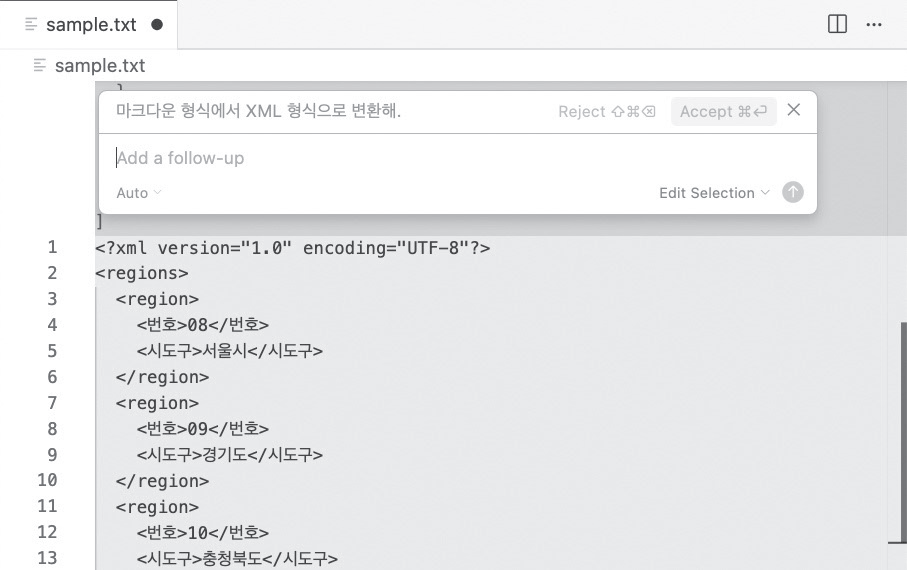 sample.txt
sample.txt
}
마크다운 형식에서 XML 형식으로 변환해.
Reject ⇧⌘⌫
Accept ⌘⏎
Add a follow-up
Auto
Edit Selection
]
1 <?xml version="1.0" encoding="UTF-8"?>
2 <regions>
3 <region>
4 <번호>08</번호>
5 <시도구>서울시</시도구>
6 </region>
7 <region>
8 <번호>09</번호>
9 <시도구>경기도</시도구>
10 </region>
11 <region>
12 <번호>10</번호>
13 <시도구>충청북도</시도구>